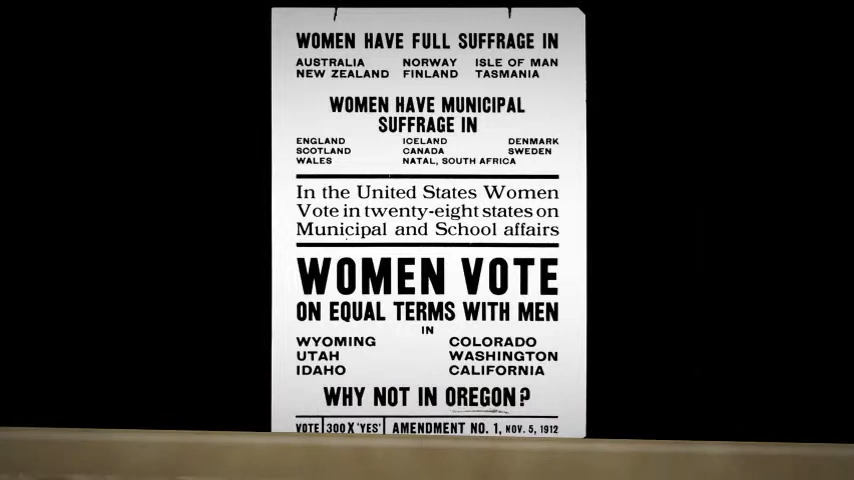 WOMEN HAVE FULL SUFFRAGE IN
AUSTRALIA NORWAY ISLE OF MAN
NEW ZEALAND FINLAND TASMANIA
WOMEN HAVE MUNICIPAL
SUFFRAGE IN
ENGLAND ICELAND DENMARK
SCOTLAND CANADA SWEDEN
WALES NATAL, SOUTH AFRICA
In the United States Women
Vote in twenty-eight states on
Municipal and School affairs
WOMEN VOTE
ON EQUAL TERMS WITH MEN
IN
WYOMING COLORADO
UTAH WASHINGTON
IDAHO CALIFORNIA
WHY NOT IN OREGON?
VOTE 300 X 'YES' AMENDMENT NO. 1, NOV. 5, 1912